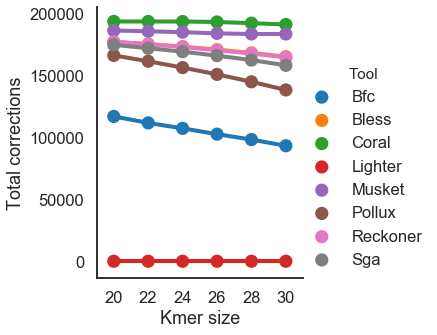 200000
150000
100000
50000
0
Total corrections
20 22 24 26 28 30
Kmer size
Tool
Bfc
Bless
Coral
Lighter
Musket
Pollux
Reckoner
Sga